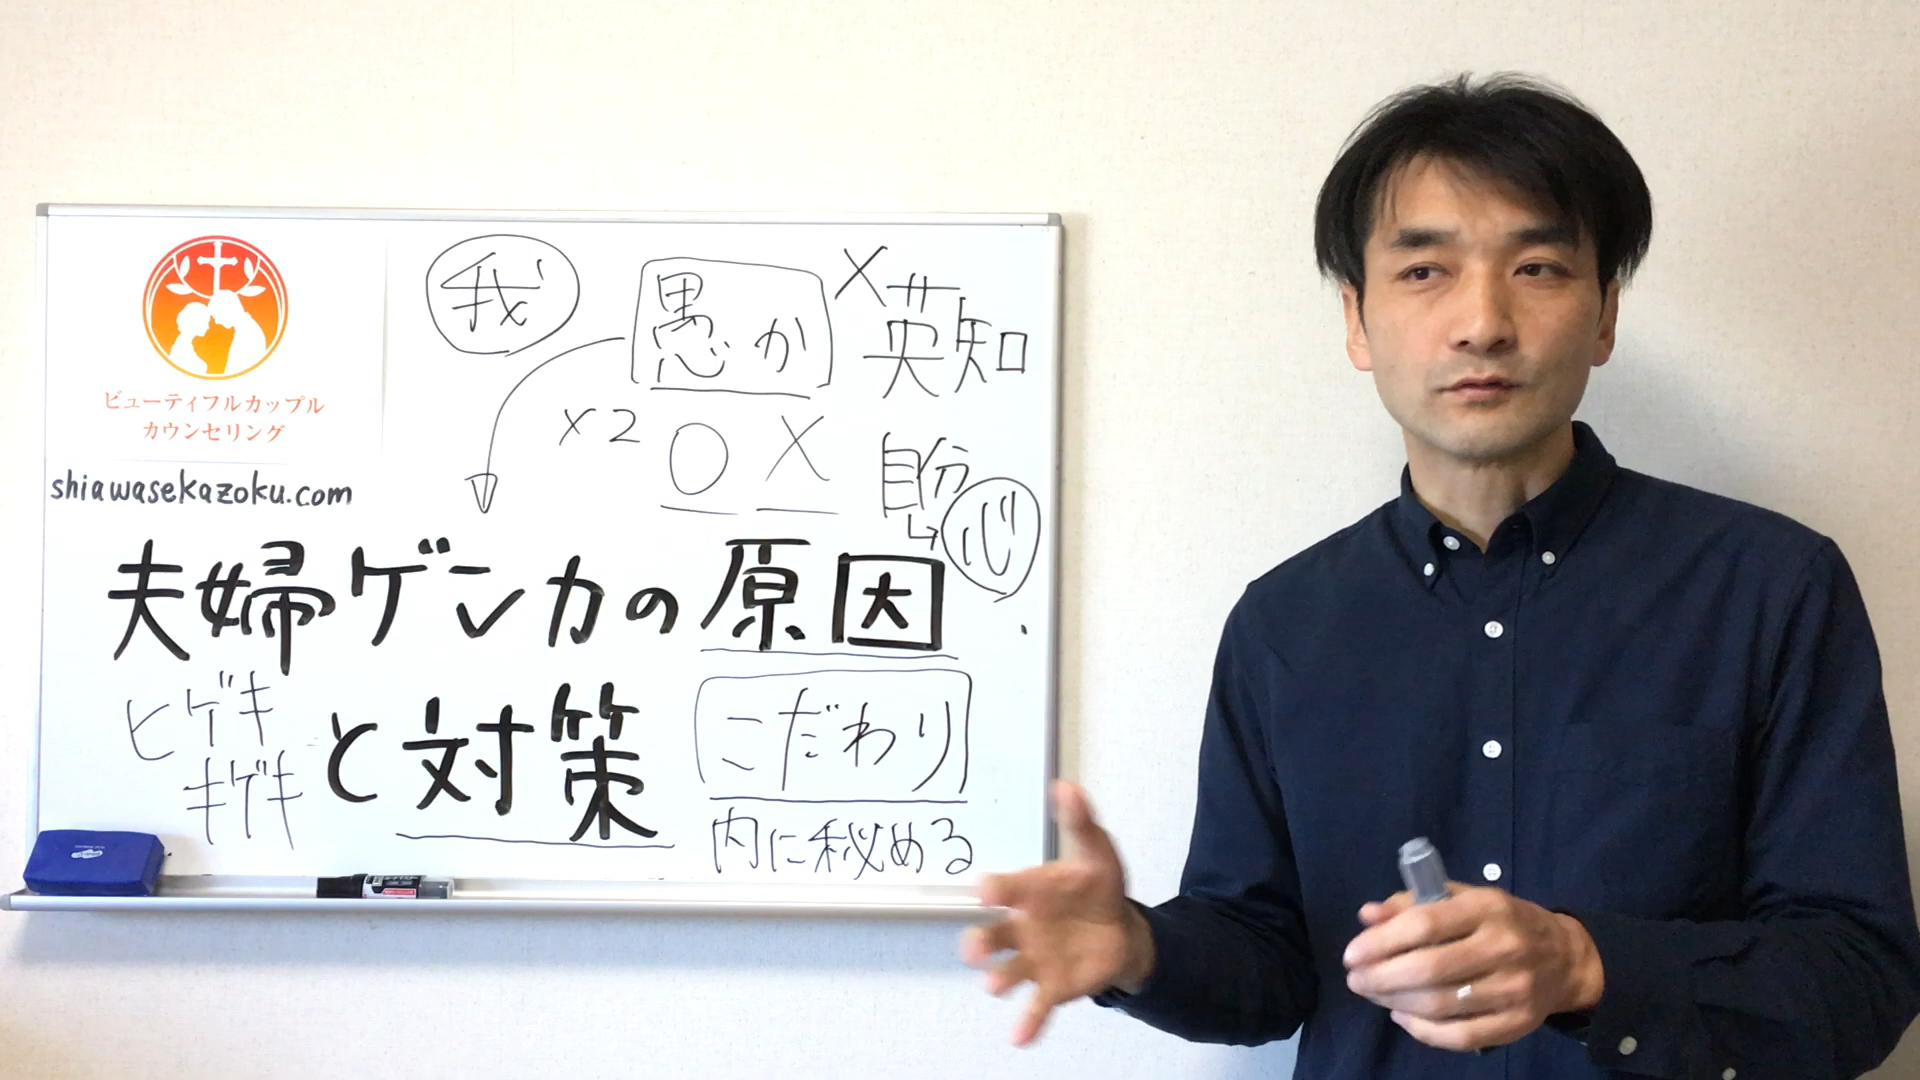 ビューティフルカップル
カウンセリング
shiawasekazoku.com
我
愚か
×英知
×2
○×
自分
心
夫婦ゲンカの原因
ヒゲキ
キゲキ
と対策
こだわり
内に秘める